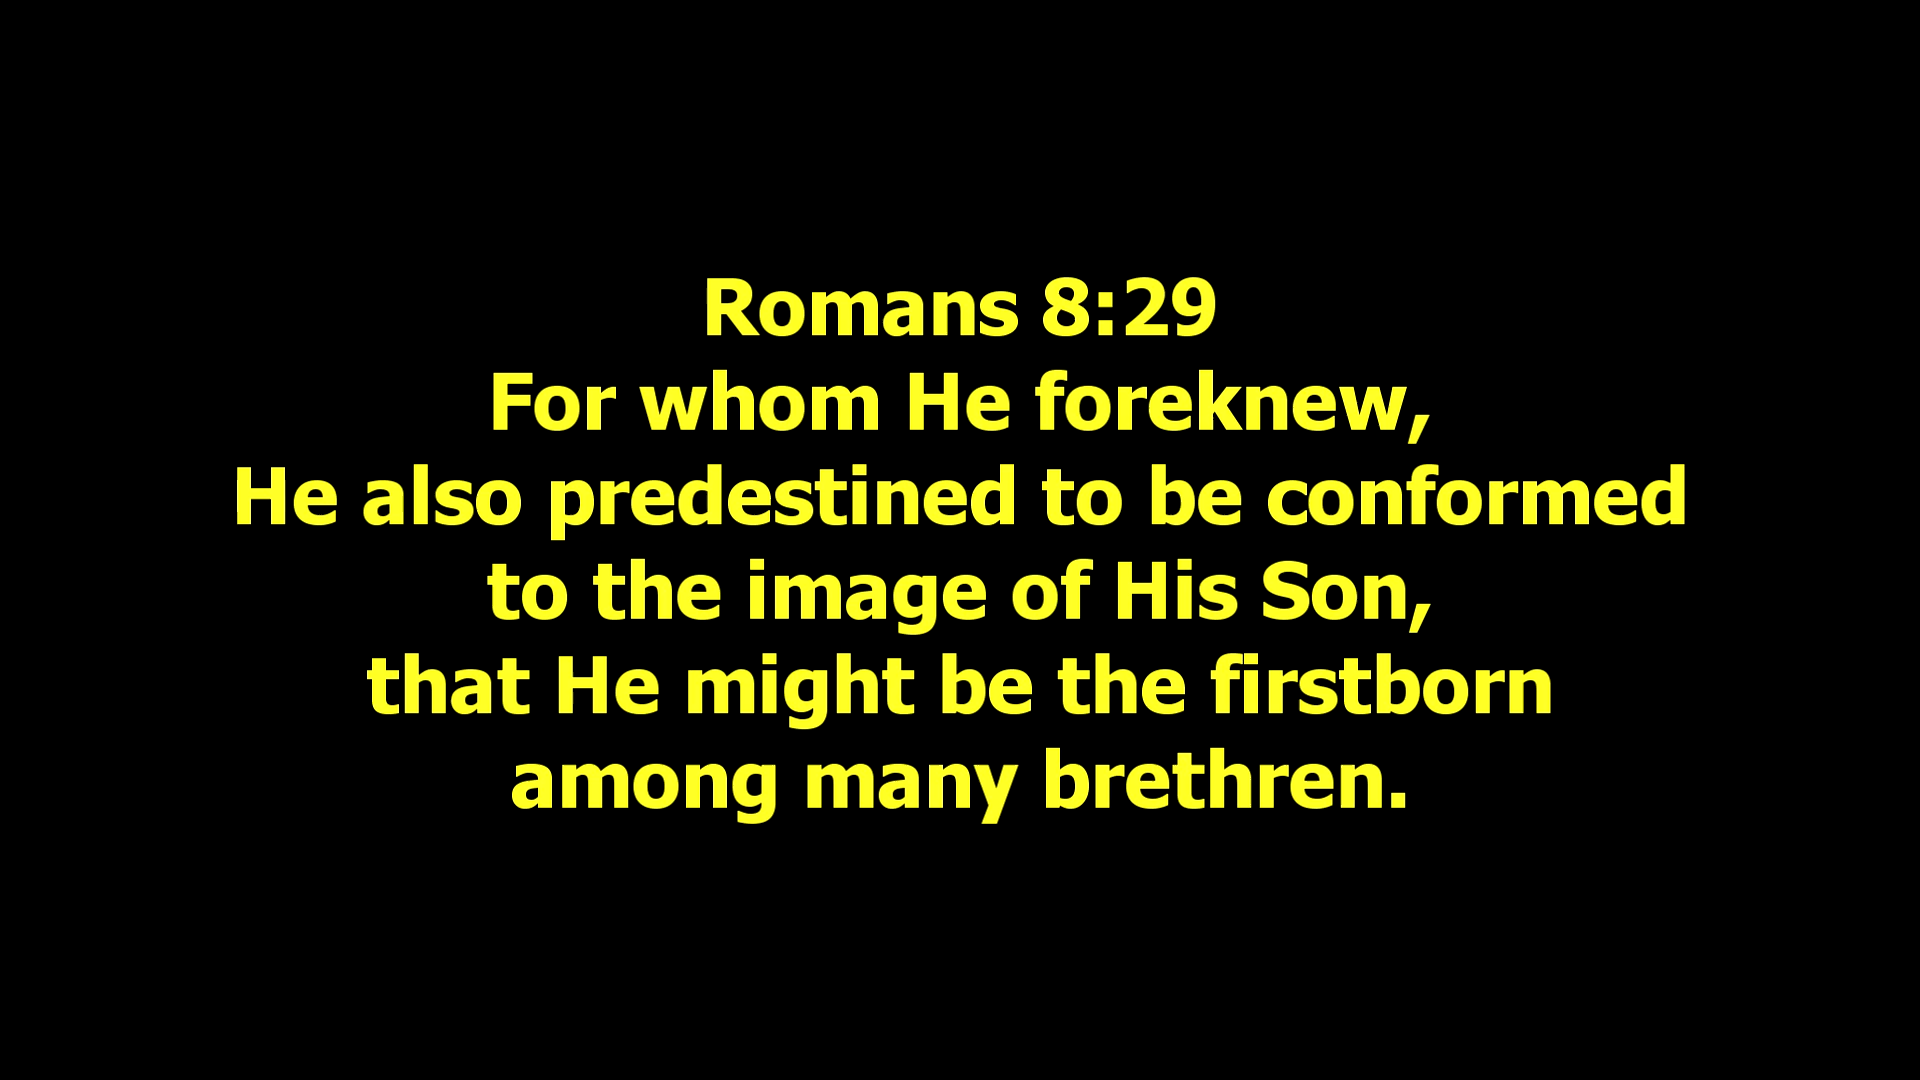 Romans 8:29
For whom He foreknew,
He also predestined to be conformed
to the image of His Son,
that He might be the firstborn
among many brethren.